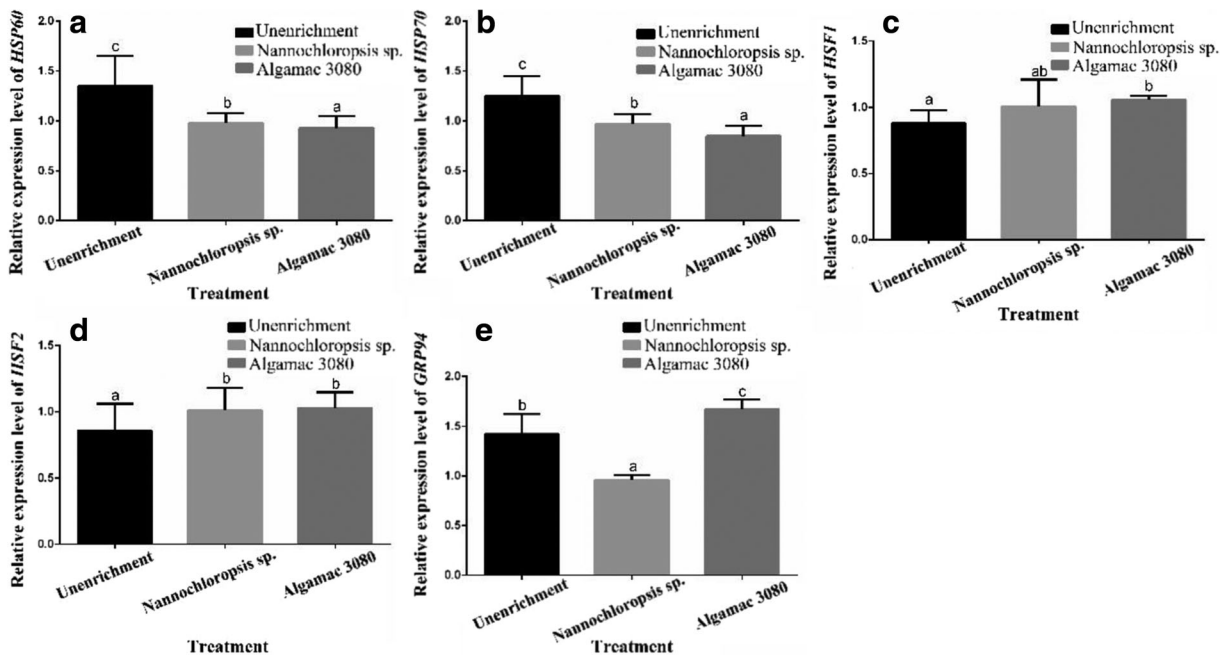 a
Relative expression level of HSP60
2.0
1.5
1.0
0.5
0.0
Unenrichment
Nannochloropsis sp.
Algamac 3080
c
b
a
Unenrichment
Nannochloropsis sp.
Algamac 3080
Treatment
b
Relative expression level of HSP70
2.0
1.5
1.0
0.5
0.0
Unenrichment
Nannochloropsis sp.
Algamac 3080
c
b
a
Unenrichment
Nannochloropsis sp.
Algamac 3080
Treatment
c
Relative expression level of HSF1
1.5
1.0
0.5
0.0
Unenrichment
Nannochloropsis sp.
Algamac 3080
a
ab
b
Unenrichment
Nannochloropsis sp.
Algamac 3080
Treatment
d
Relative expression level of HSF2
1.5
1.0
0.5
0.0
Unenrichment
Nannochloropsis sp.
Algamac 3080
a
b
b
Unenrichment
Nannochloropsis sp.
Algamac 3080
Treatment
e
Relative expression level of GRP94
2.0
1.5
1.0
0.5
0.0
Unenrichment
Nannochloropsis sp.
Algamac 3080
b
a
c
Unenrichment
Nannochloropsis sp.
Algamac 3080
Treatment